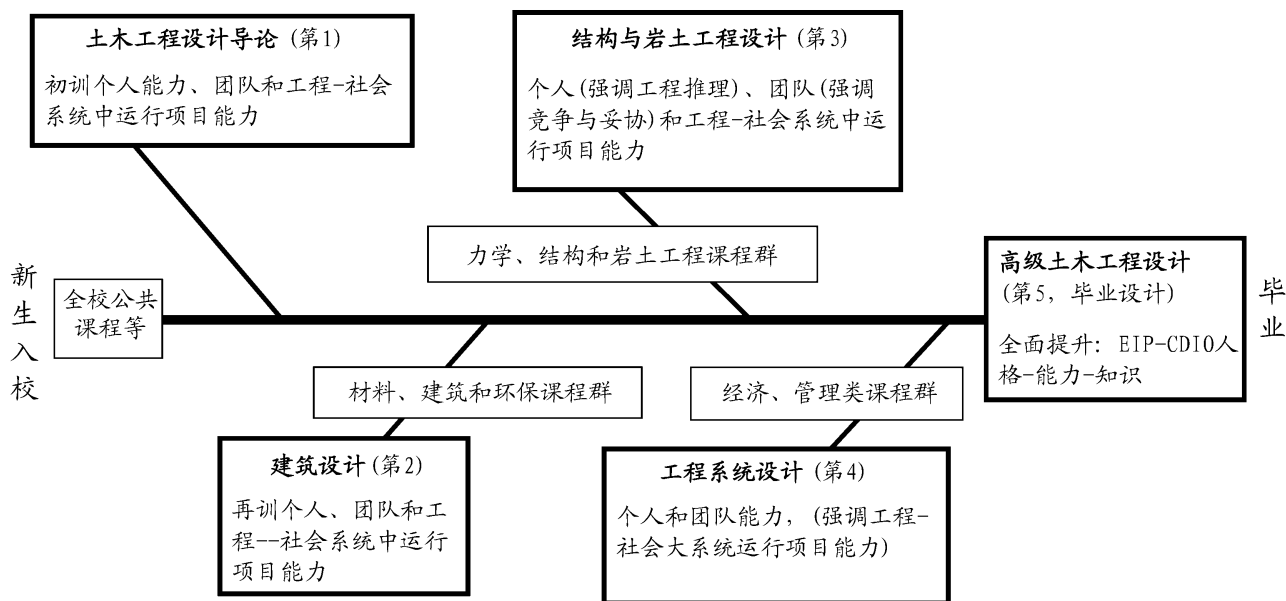 土木工程设计导论 (第1)
初训个人能力、团队和工程-社会
系统中运行项目能力
结构与岩土工程设计 (第3)
个人(强调工程推理)、团队(强调
竞争与妥协)和工程-社会系统中运
行项目能力
力学、结构和岩土工程课程群
新生入校
全校公共
课程等
高级土木工程设计
(第5, 毕业设计)
全面提升: EIP-CDIO人
格-能力-知识
毕业
材料、建筑和环保课程群
经济、管理类课程群
建筑设计(第2)
再训个人、团队和工
程--社会系统中运行
项目能力
工程系统设计 (第4)
个人和团队能力, (强调工程-
社会大系统运行项目能力)